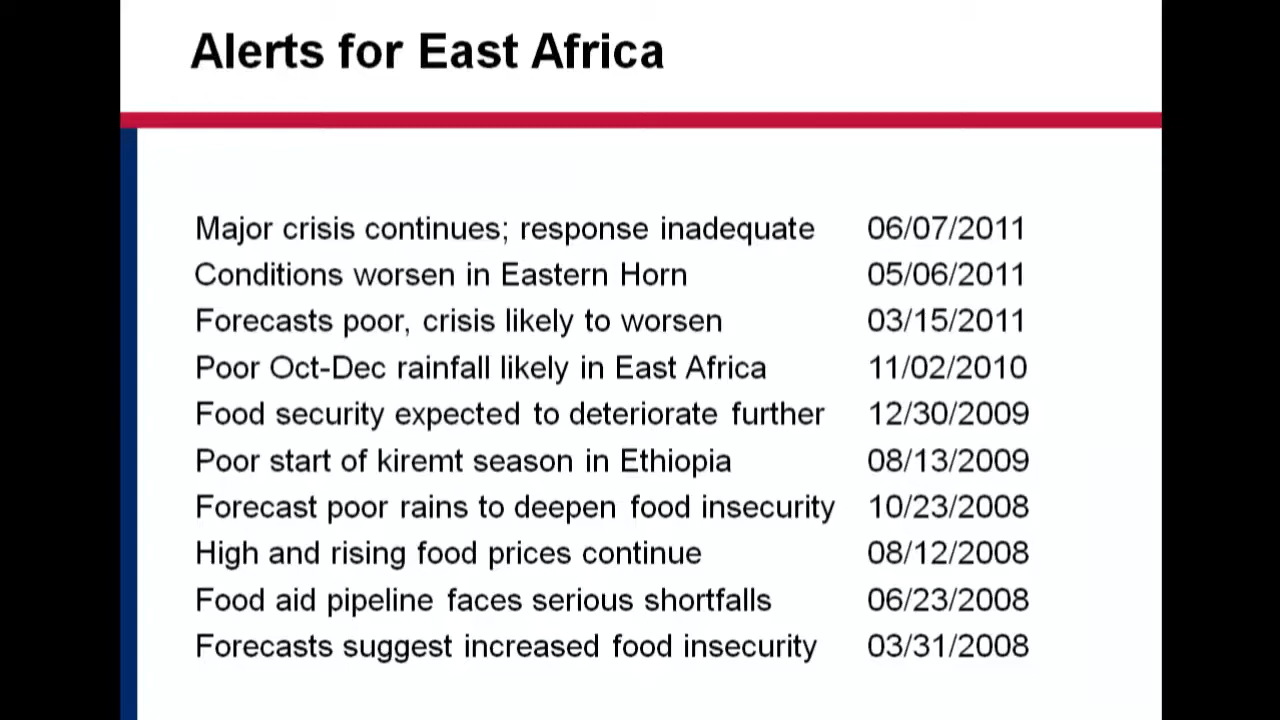 Alerts for East Africa
Major crisis continues; response inadequate 06/07/2011
Conditions worsen in Eastern Horn 05/06/2011
Forecasts poor, crisis likely to worsen 03/15/2011
Poor Oct-Dec rainfall likely in East Africa 11/02/2010
Food security expected to deteriorate further 12/30/2009
Poor start of kiremt season in Ethiopia 08/13/2009
Forecast poor rains to deepen food insecurity 10/23/2008
High and rising food prices continue 08/12/2008
Food aid pipeline faces serious shortfalls 06/23/2008
Forecasts suggest increased food insecurity 03/31/2008